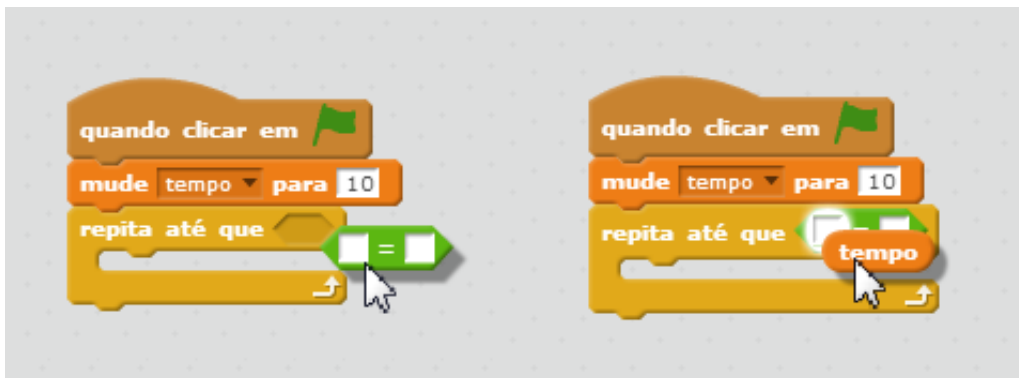 quando clicar em
mude tempo para 10
repita até que
=
quando clicar em
mude tempo para 10
repita até que
tempo